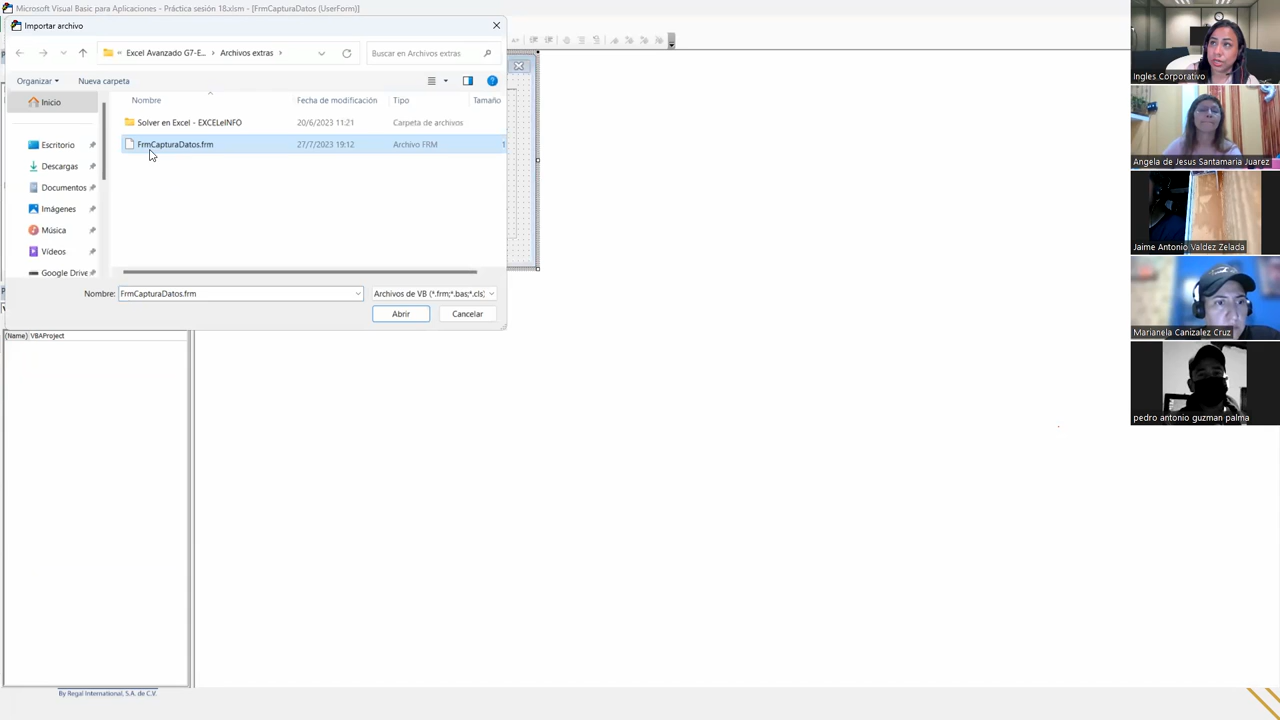 Microsoft Visual Basic para Aplicaciones - Práctica sesión 18.xlsm - [FrmCapturaDatos (UserForm)]
Importar archivo
« Excel Avanzado G7-E... > Archivos extras >
Buscar en Archivos extras
Organizar
Nueva carpeta
Nombre
Fecha de modificación
Tipo
Tamaño
Inicio
Solver en Excel - EXCELeINFO
20/6/2023 11:21
Carpeta de archivos
FrmCapturaDatos.frm
27/7/2023 19:12
Archivo FRM
1
Escritorio
Descargas
Documentos
Imágenes
Música
Vídeos
Google Drive
Nombre:
FrmCapturaDatos.frm
Archivos de VB (*.frm;*.bas;*.cls)
Abrir
Cancelar
(Name) VBAProject
By Regal International, S.A. de C.V.
Ingles Corporativo
Angela de Jesus Santamaria Juarez
Jaime Antonio Valdez Zelada
Marianela Canizalez Cruz
pedro antonio guzman palma